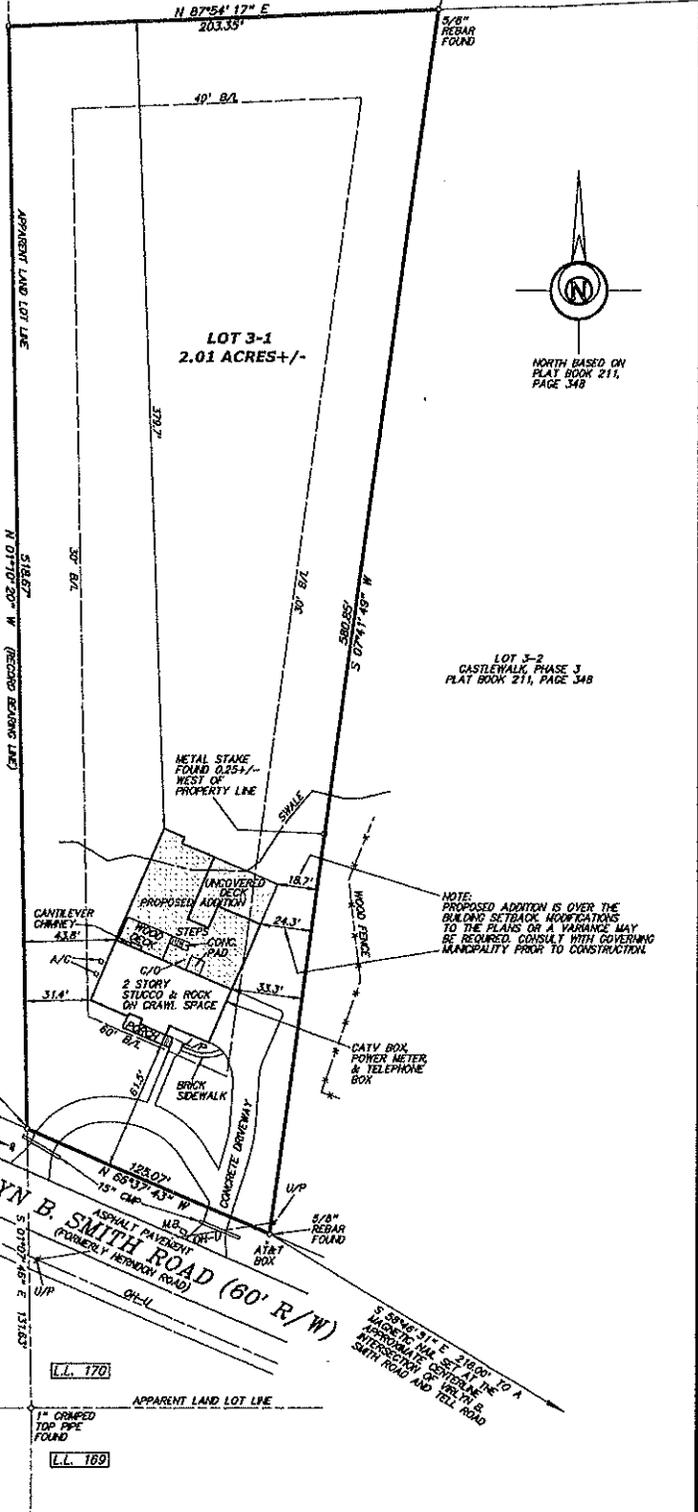 N 87°54' 17" E
203.35'
5/8"
REBAR
FOUND
40' B/L
APPARENT LAND LOT LINE
LOT 3-1
2.01 ACRES+/-
N
NORTH BASED ON
PLAT BOOK 211,
PAGE 348
379.7'
30' B/L
30' B/L
518.67'
N 01°10' 20" W (RECORD BEARING LINE)
580.85'
S 07°41' 49" W
LOT 3-2
CASTLEWALK, PHASE 3
PLAT BOOK 211, PAGE 348
METAL STAKE
FOUND 0.25+/-
WEST OF
PROPERTY LINE
SWALE
UNCOVERED
DECK
PROPOSED ADDITION
18.7'
24.3'
WOOD FENCE
NOTE:
PROPOSED ADDITION IS OVER THE
BUILDING SETBACK. MODIFICATIONS
TO THE PLANS OR A VARIANCE MAY
BE REQUIRED. CONSULT WITH GOVERNING
MUNICIPALITY PRIOR TO CONSTRUCTION.
CANTILEVER
CHIMNEY
43.8'
WOOD
DECK
STEPS
CONC.
PAD
A/C
C/O
2 STORY
STUCCO & ROCK
ON CRAWL SPACE
31.4'
33.3'
PORCH
L/P
60' B/L
CATV BOX,
POWER METER,
& TELEPHONE
BOX
BRICK
SIDEWALK
61.5'
CONCRETE DRIVEWAY
125.07'
N 66°37' 43" W
15" CMP
U/P
5/8"
REBAR
FOUND
M.B.
OH-U
AT&T
BOX
ASPHALT PAVEMENT
YN B. SMITH ROAD (60' R/W)
(FORMERLY HERNDON ROAD)
S 01°07' 46" E 131.63'
U/P
OH-U
S 58°46' 31" E 218.00' TO A
MAGNETIC NAIL SET AT THE
APPROXIMATE CENTERLINE
INTERSECTION OF VIRLYN B.
SMITH ROAD AND TELL ROAD
L.L. 170
APPARENT LAND LOT LINE
1" CRIMPED
TOP PIPE
FOUND
L.L. 169